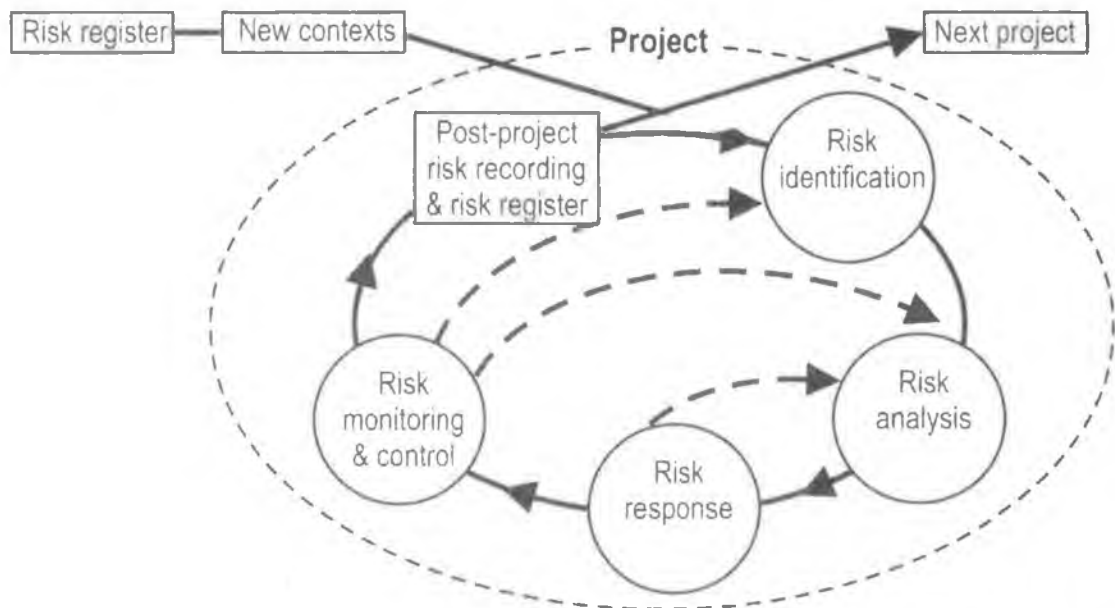 Risk register
New contexts
Project
Next project
Post-project
risk recording
& risk register
Risk
identification
Risk
monitoring
& control
Risk
analysis
Risk
response